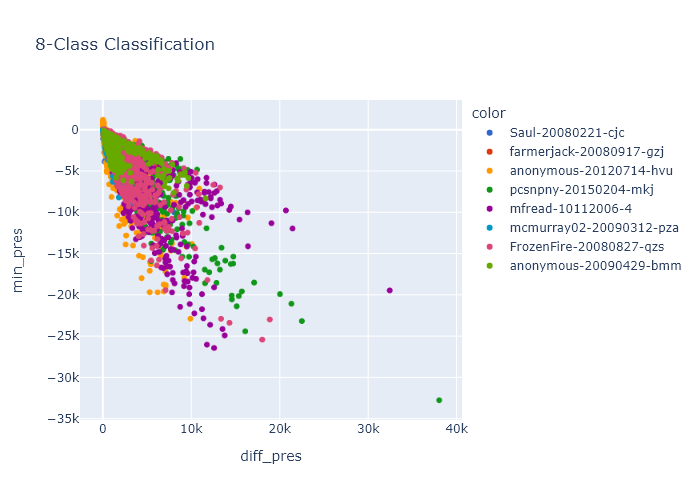 8-Class Classification
color
Saul-20080221-cjc
farmerjack-20080917-gzj
anonymous-20120714-hvu
pcsnpny-20150204-mkj
mfread-10112006-4
mcmurray02-20090312-pza
FrozenFire-20080827-qzs
anonymous-20090429-bmm
min_pres
0
−5k
−10k
−15k
−20k
−25k
−30k
−35k
0
10k
20k
30k
40k
diff_pres